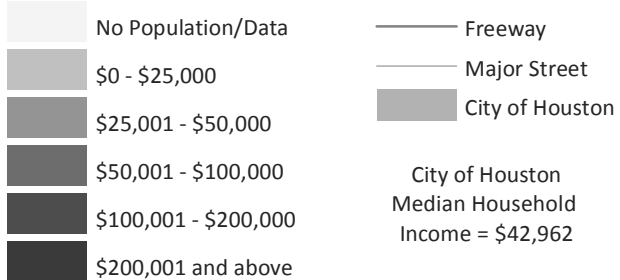 No Population/Data
$0 - $25,000
$25,001 - $50,000
$50,001 - $100,000
$100,001 - $200,000
$200,001 and above
Freeway
Major Street
City of Houston
City of Houston
Median Household
Income = $42,962